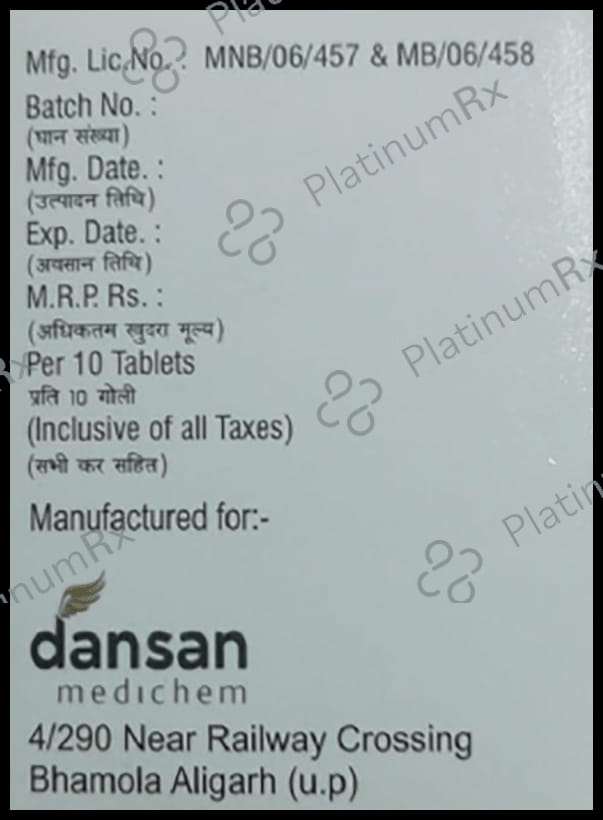 Mfg. Lic. No. : MNB/06/457 & MB/06/458
Batch No. :
(घान संख्या)
Mfg. Date. :
(उत्पादन तिथि)
Exp. Date. :
(अवसान तिथि)
M.R.P. Rs. :
(अधिकतम खुदरा मूल्य)
Per 10 Tablets
प्रति 10 गोली
(Inclusive of all Taxes)
(सभी कर सहित)
Manufactured for:-
dansan
medichem
4/290 Near Railway Crossing
Bhamola Aligarh (u.p)
PlatinumRx
PlatinumRx